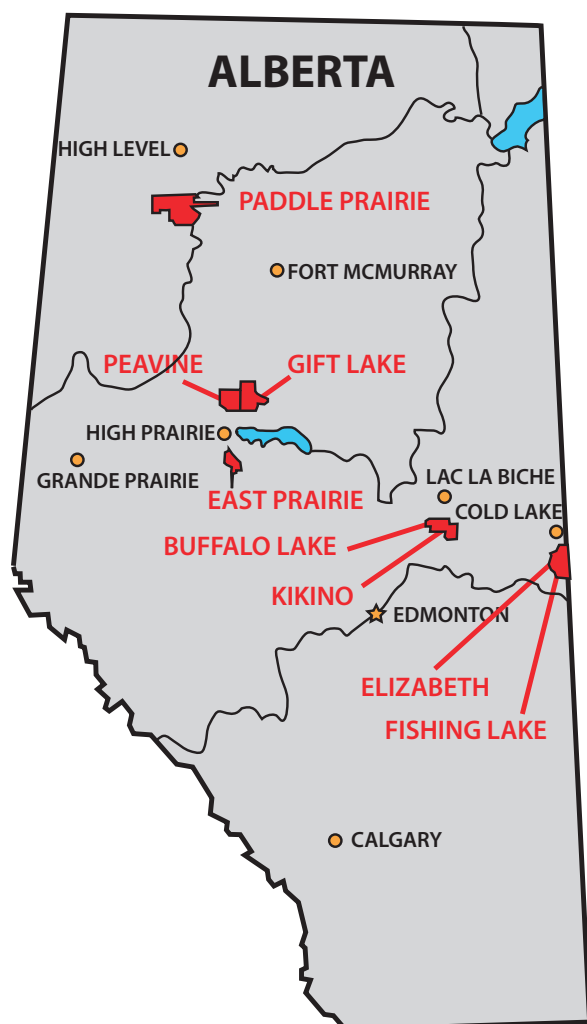 ALBERTA
HIGH LEVEL
PADDLE PRAIRIE
FORT MCMURRAY
PEAVINE
GIFT LAKE
HIGH PRAIRIE
GRANDE PRAIRIE
LAC LA BICHE
EAST PRAIRIE
COLD LAKE
BUFFALO LAKE
KIKINO
EDMONTON
ELIZABETH
FISHING LAKE
CALGARY